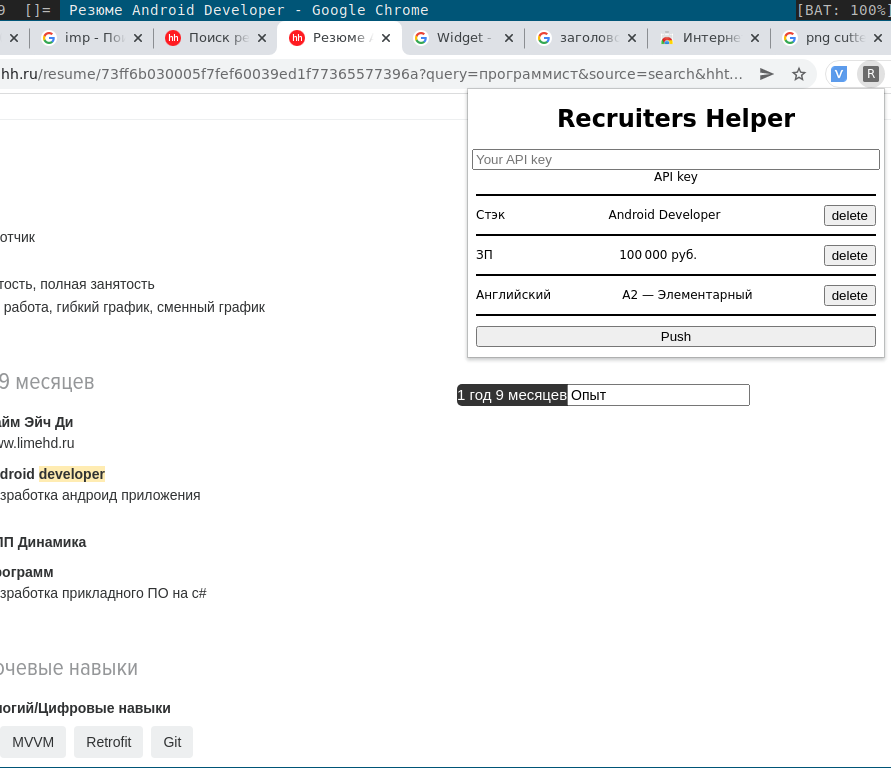 9 []= Резюме Android Developer - Google Chrome [BAT: 100%]
imp - По Поиск ре Резюме A Widget - заголово Интерне png cutte
hh.ru/resume/73ff6b030005f7fef60039ed1f77365577396a?query=программист&source=search&hht...
V R
Recruiters Helper
Your API key
API key
Стэк Android Developer delete
ЗП 100 000 руб. delete
Английский A2 — Элементарный delete
Push
1 год 9 месяцев Опыт
отчик
тость, полная занятость
работа, гибкий график, сменный график
9 месяцев
айм Эйч Ди
ww.limehd.ru
droid developer
зработка андроид приложения
ПП Динамика
рограмм
зработка прикладного ПО на c#
очевые навыки
логий/Цифровые навыки
MVVM Retrofit Git